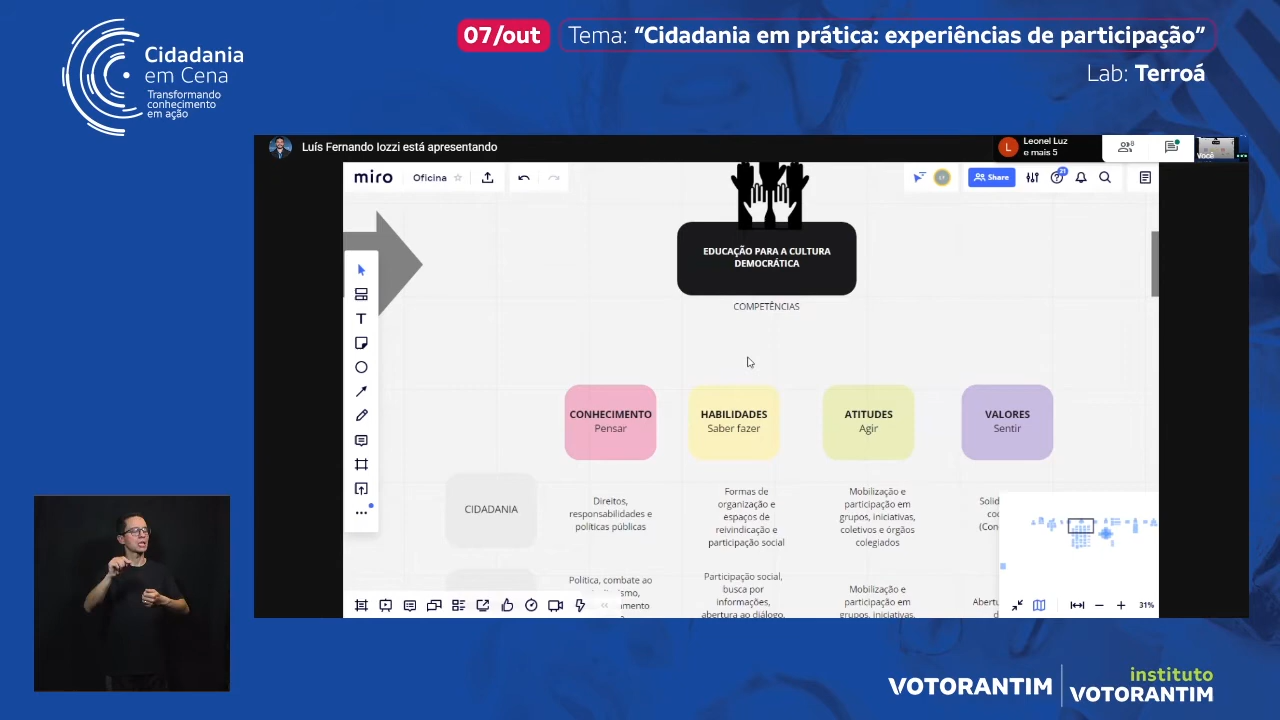 Cidadania
em Cena
Transformando
conhecimento
em ação
07/out
Tema: “Cidadania em prática: experiências de participação”
Lab: Terroá
Luís Fernando Iozzi está apresentando
L
Leonel Luz
e mais 5
8
Você
miro
Oficina
Share
EDUCAÇÃO PARA A CULTURA
DEMOCRÁTICA
COMPETÊNCIAS
CONHECIMENTO
Pensar
HABILIDADES
Saber fazer
ATITUDES
Agir
VALORES
Sentir
CIDADANIA
Direitos,
responsabilidades e
políticas públicas
Formas de
organização e
espaços de
reivindicação e
participação social
Mobilização e
participação em
grupos, iniciativas,
coletivos e órgãos
colegiados
Política, combate ao
Participação social,
busca por
informações,
abertura ao diálogo,
Mobilização e
participação em
grupos, iniciativas,
31%
VOTORANTIM
instituto
VOTORANTIM